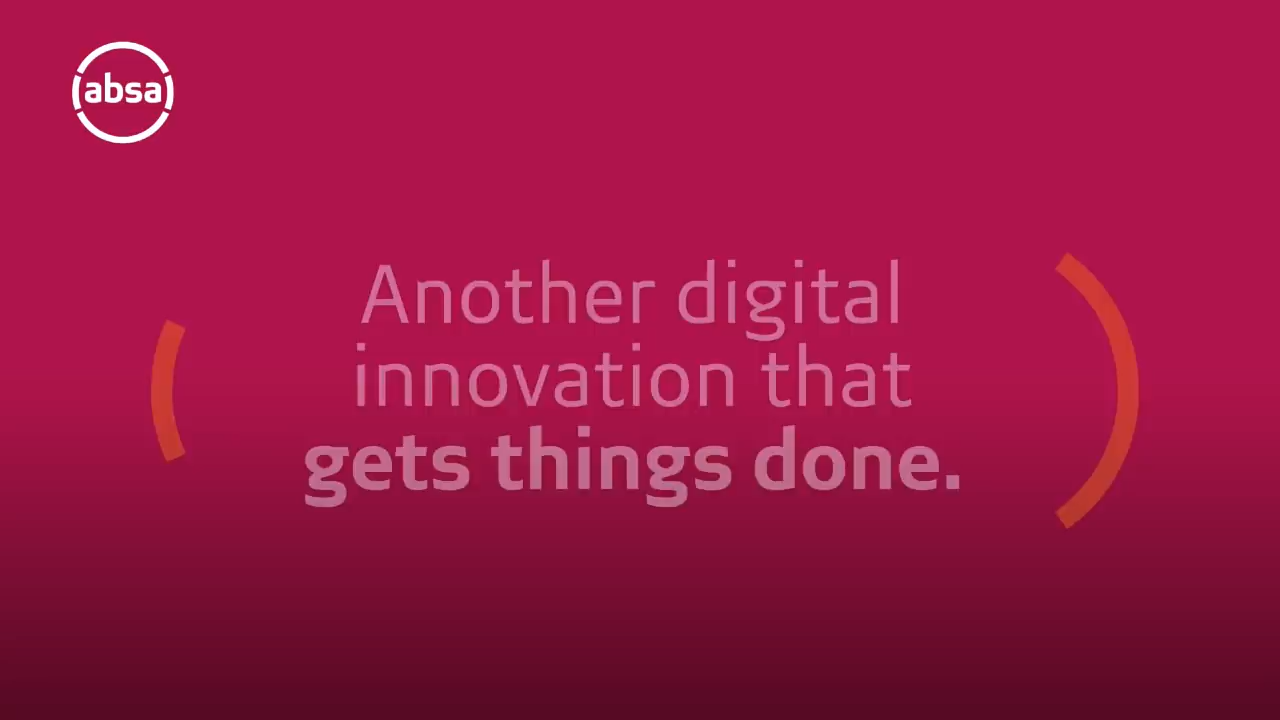 absa
Another digital
innovation that
gets things done.